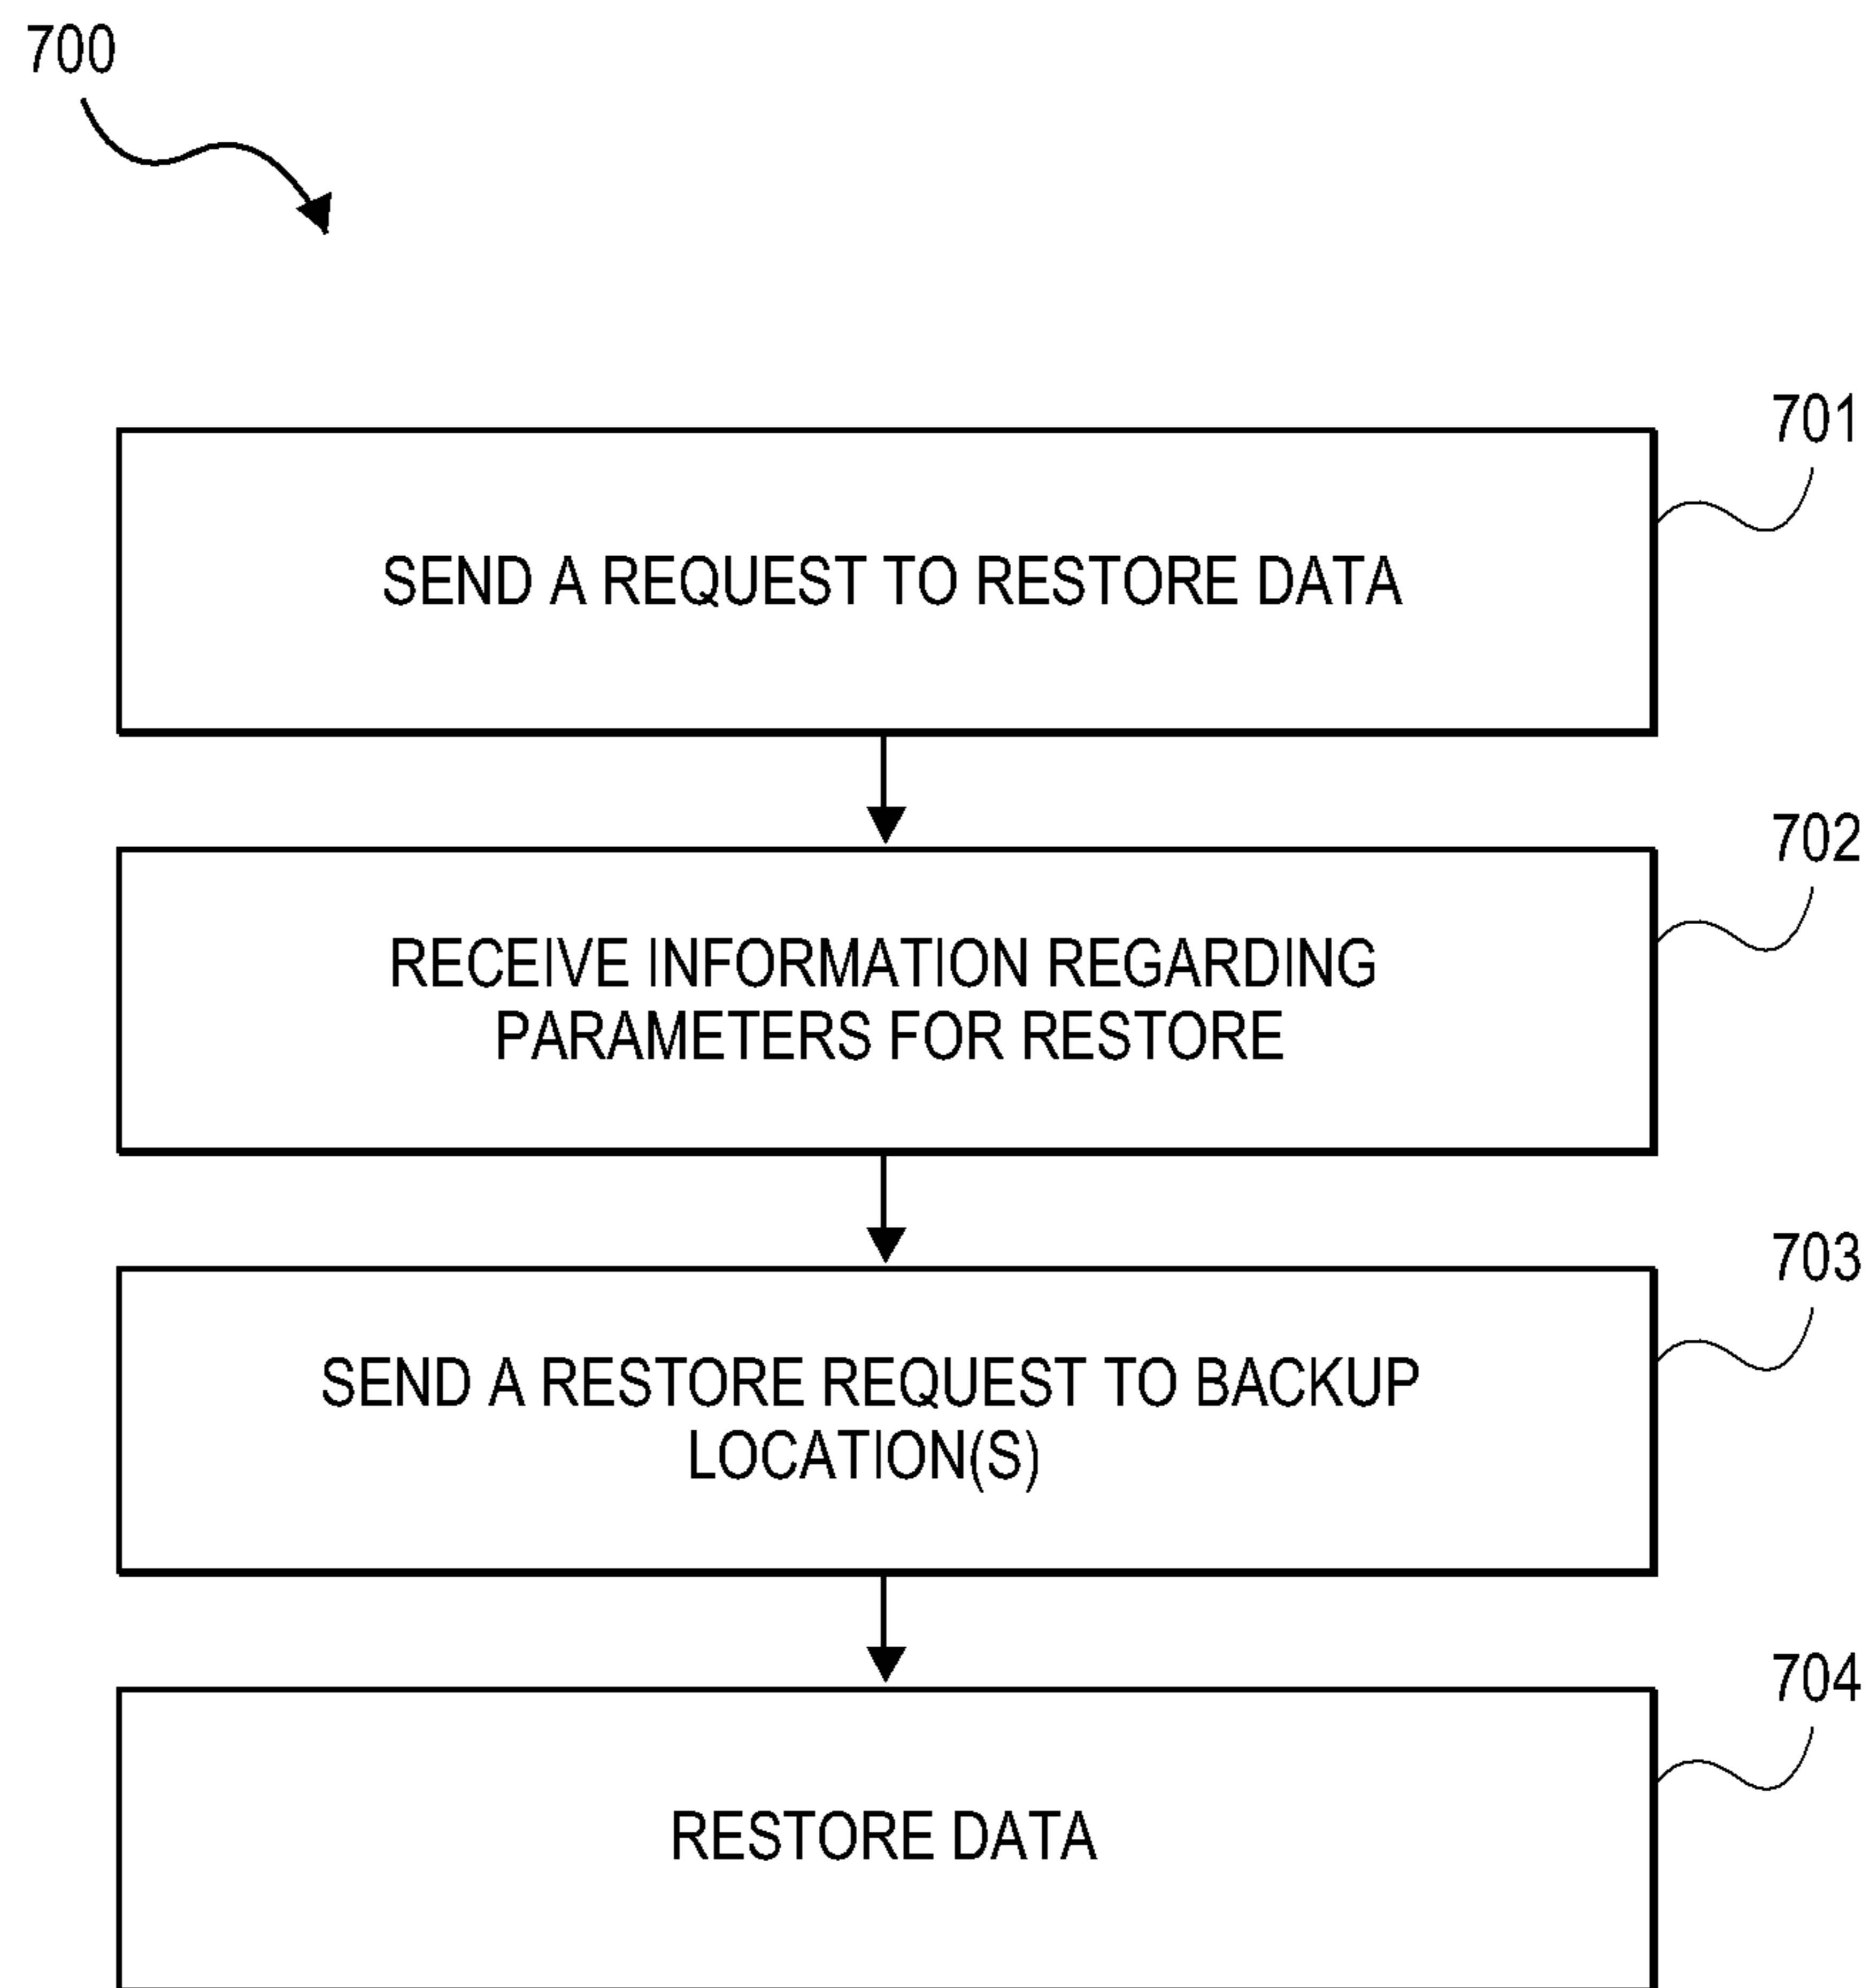 700
701
SEND A REQUEST TO RESTORE DATA
702
RECEIVE INFORMATION REGARDING
PARAMETERS FOR RESTORE
703
SEND A RESTORE REQUEST TO BACKUP
LOCATION(S)
704
RESTORE DATA